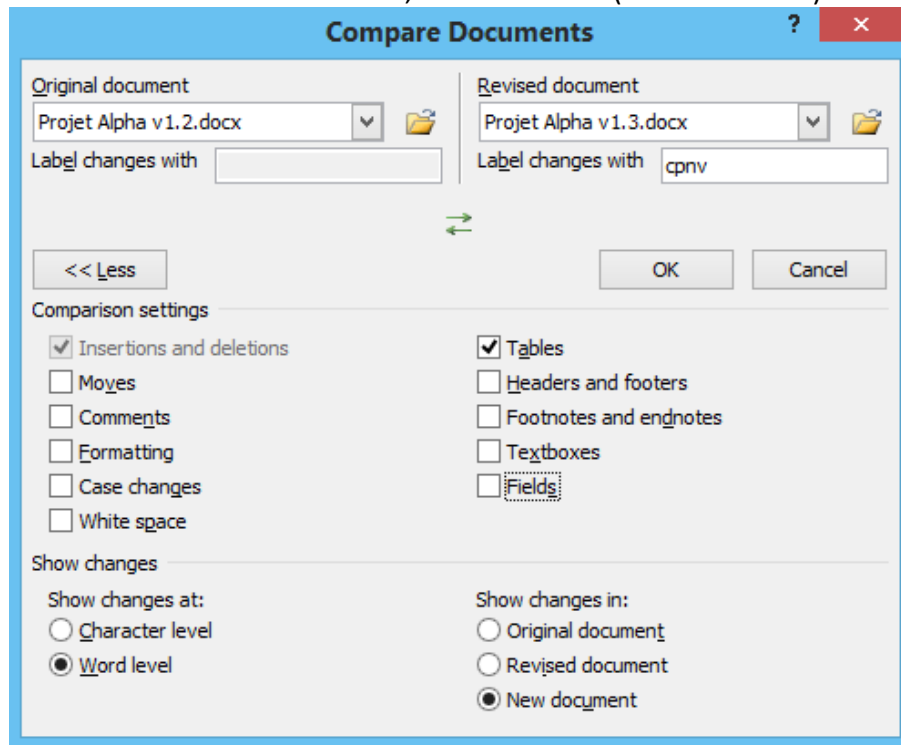 Compare Documents
? ×
Original document
Revised document
Projet Alpha v1.2.docx
Projet Alpha v1.3.docx
Label changes with
Label changes with cpnv
<< Less
OK
Cancel
Comparison settings
Insertions and deletions
Tables
Moves
Headers and footers
Comments
Footnotes and endnotes
Formatting
Textboxes
Case changes
Fields
White space
Show changes
Show changes at:
Show changes in:
Character level
Original document
Word level
Revised document
New document